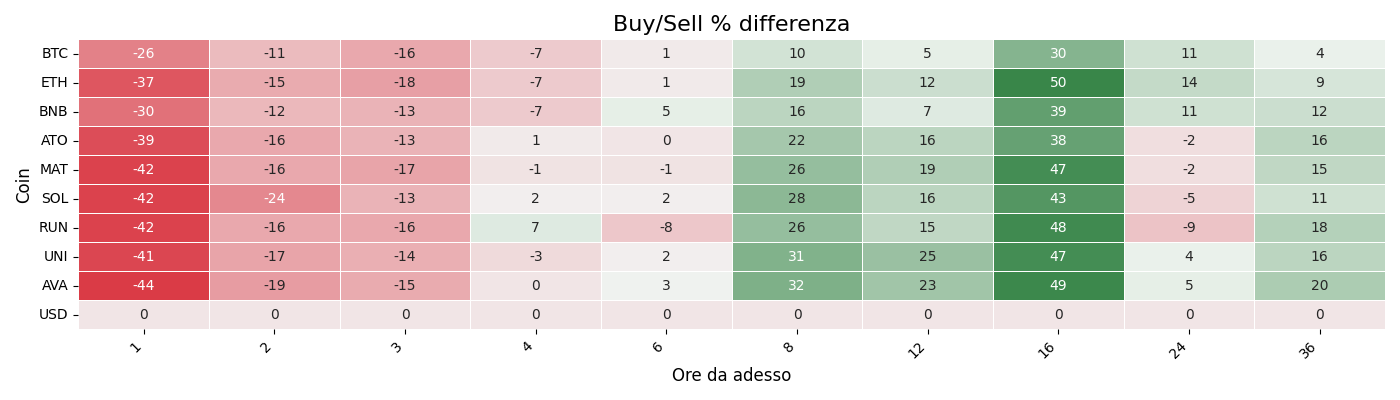 Buy/Sell % differenza
Coin
BTC -26 -11 -16 -7 1 10 5 30 11 4
ETH -37 -15 -18 -7 1 19 12 50 14 9
BNB -30 -12 -13 -7 5 16 7 39 11 12
ATO -39 -16 -13 1 0 22 16 38 -2 16
MAT -42 -16 -17 -1 -1 26 19 47 -2 15
SOL -42 -24 -13 2 2 28 16 43 -5 11
RUN -42 -16 -16 7 -8 26 15 48 -9 18
UNI -41 -17 -14 -3 2 31 25 47 4 16
AVA -44 -19 -15 0 3 32 23 49 5 20
USD 0 0 0 0 0 0 0 0 0 0
1 2 3 4 6 8 12 16 24 36
Ore da adesso